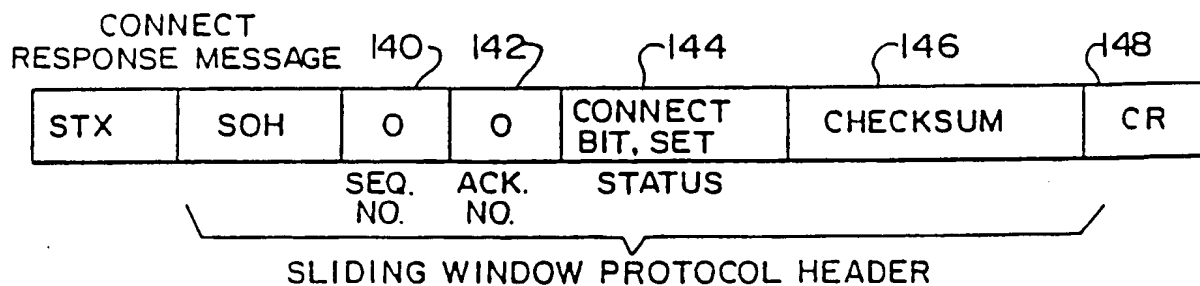 CONNECT
RESPONSE MESSAGE 140 142 144 146 148
STX SOH 0 0 CONNECT BIT, SET CHECKSUM CR
SEQ. NO. ACK. NO. STATUS
SLIDING WINDOW PROTOCOL HEADER